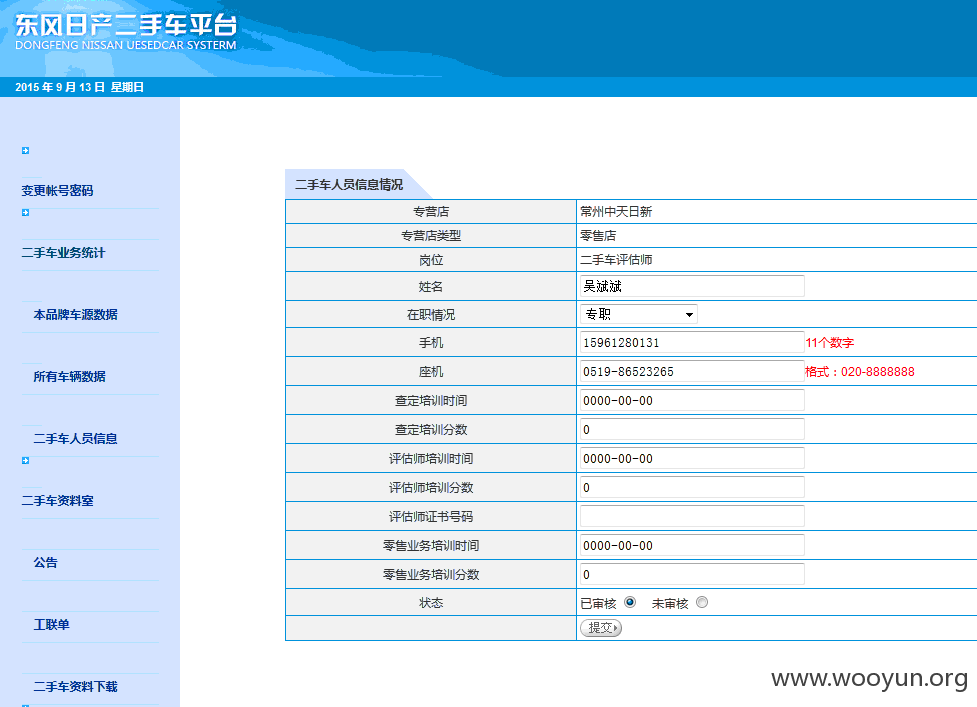 东风日产二手车平台
DONGFENG NISSAN UESEDCAR SYSTERM
2015 年 9 月 13 日 星期日
变更帐号密码
二手车业务统计
本品牌车源数据
所有车辆数据
二手车人员信息
二手车资料室
公告
工联单
二手车资料下载
二手车人员信息情况
专营店 常州中天日新
专营店类型 零售店
岗位 二手车评估师
姓名 吴斌斌
在职情况 专职
手机 15961280131 11个数字
座机 0519-86523265 格式：020-8888888
查定培训时间 0000-00-00
查定培训分数 0
评估师培训时间 0000-00-00
评估师培训分数 0
评估师证书号码
零售业务培训时间 0000-00-00
零售业务培训分数 0
状态 已审核 未审核
提交
www.wooyun.org